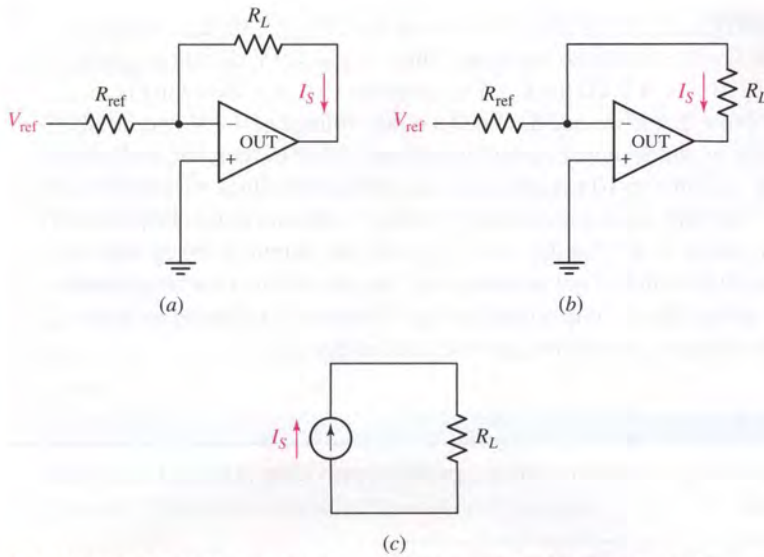 R_L
R_ref
I_S
V_ref
−
OUT
+
(a)
R_ref
I_S
R_L
V_ref
−
OUT
+
(b)
I_S
R_L
(c)